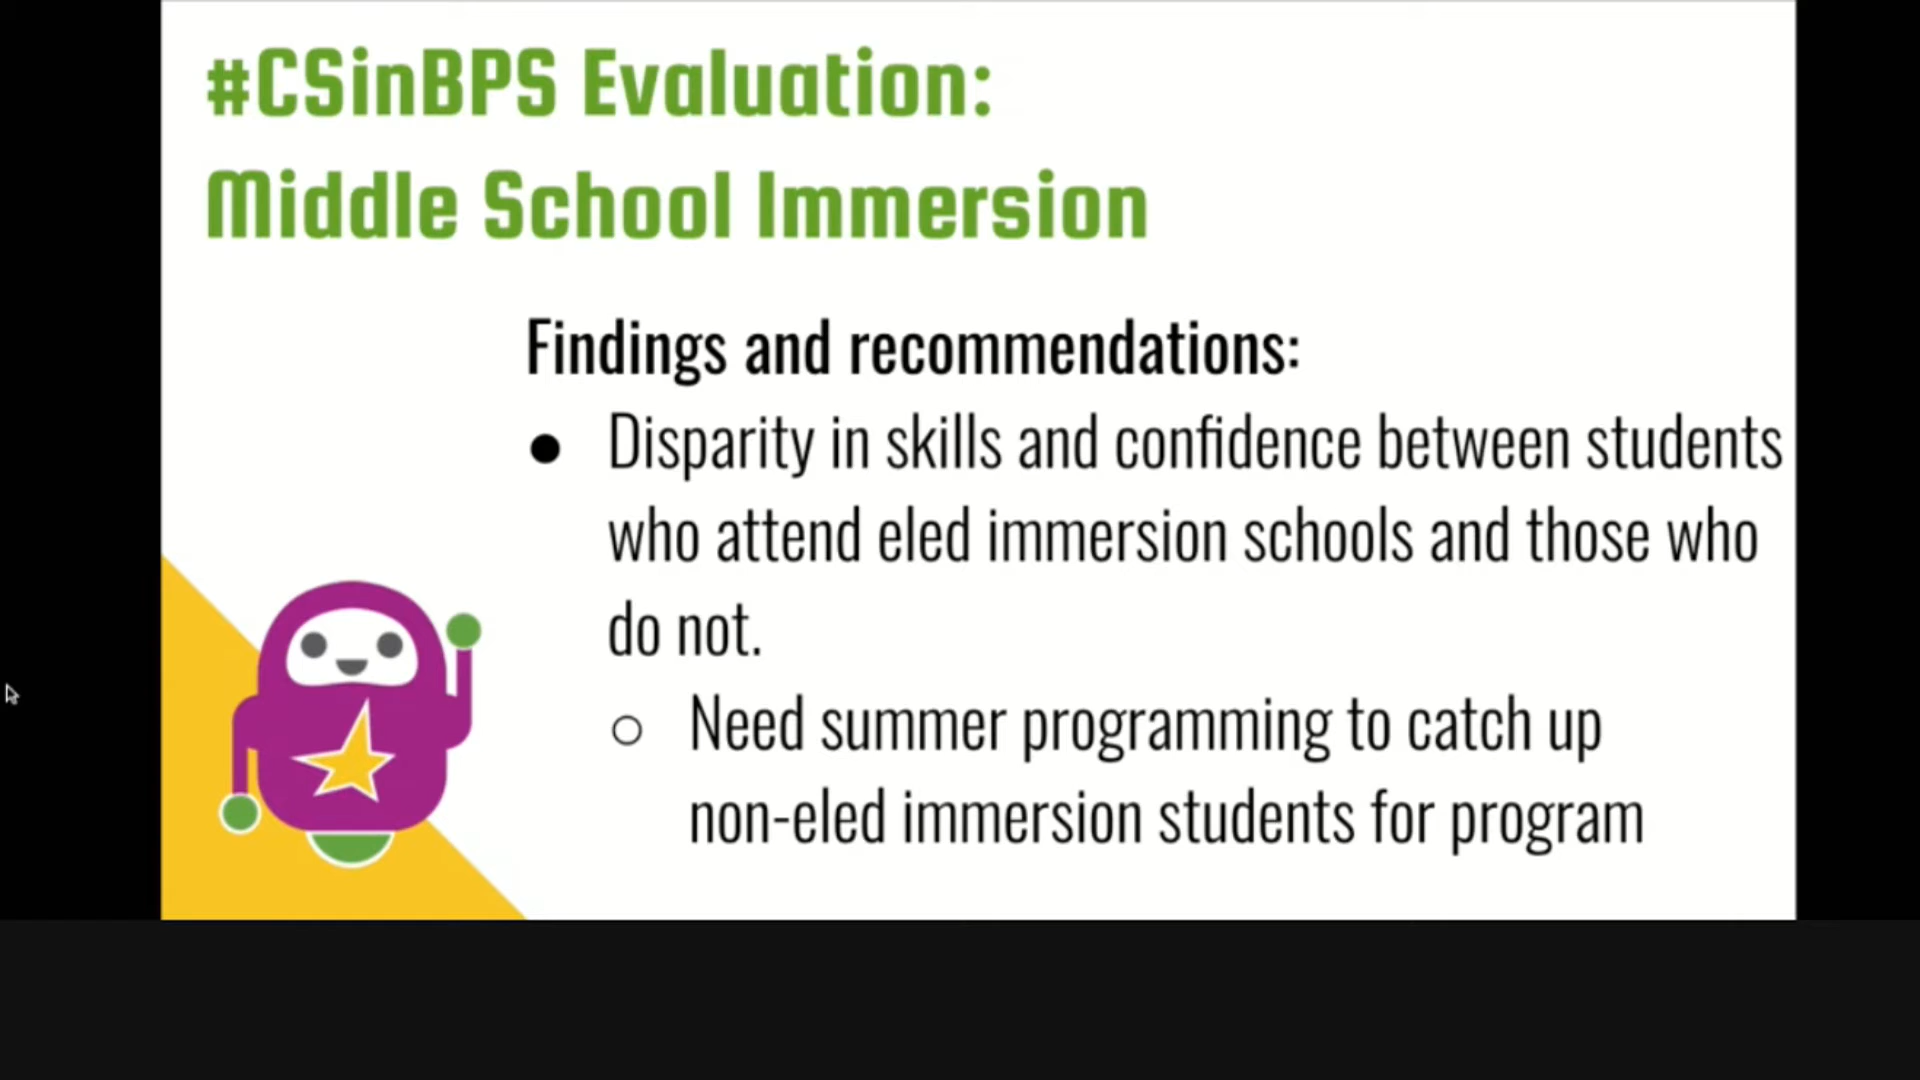 #CSinBPS Evaluation:
Middle School Immersion
Findings and recommendations:
● Disparity in skills and confidence between students
who attend eled immersion schools and those who
do not.
○ Need summer programming to catch up
non-eled immersion students for program